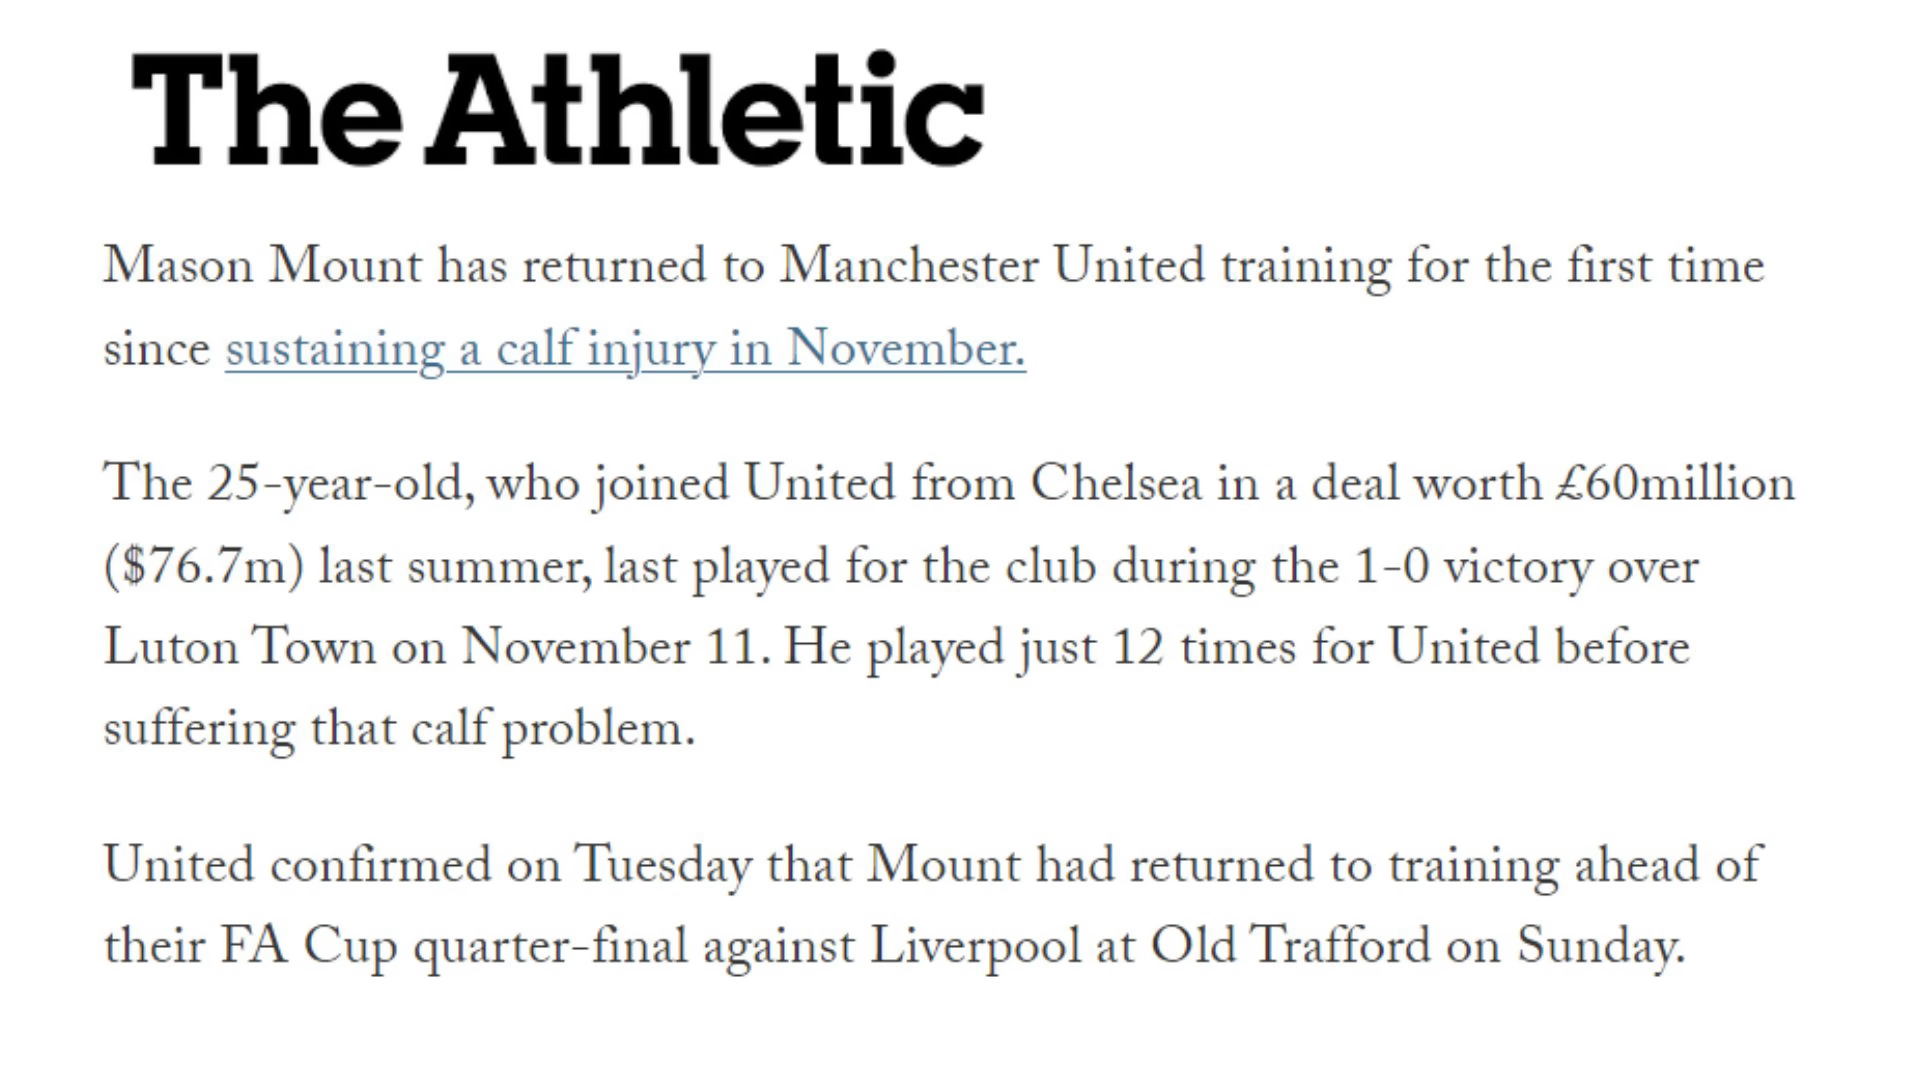 The Athletic
Mason Mount has returned to Manchester United training for the first time
since sustaining a calf injury in November.
The 25-year-old, who joined United from Chelsea in a deal worth £60million
($76.7m) last summer, last played for the club during the 1-0 victory over
Luton Town on November 11. He played just 12 times for United before
suffering that calf problem.
United confirmed on Tuesday that Mount had returned to training ahead of
their FA Cup quarter-final against Liverpool at Old Trafford on Sunday.